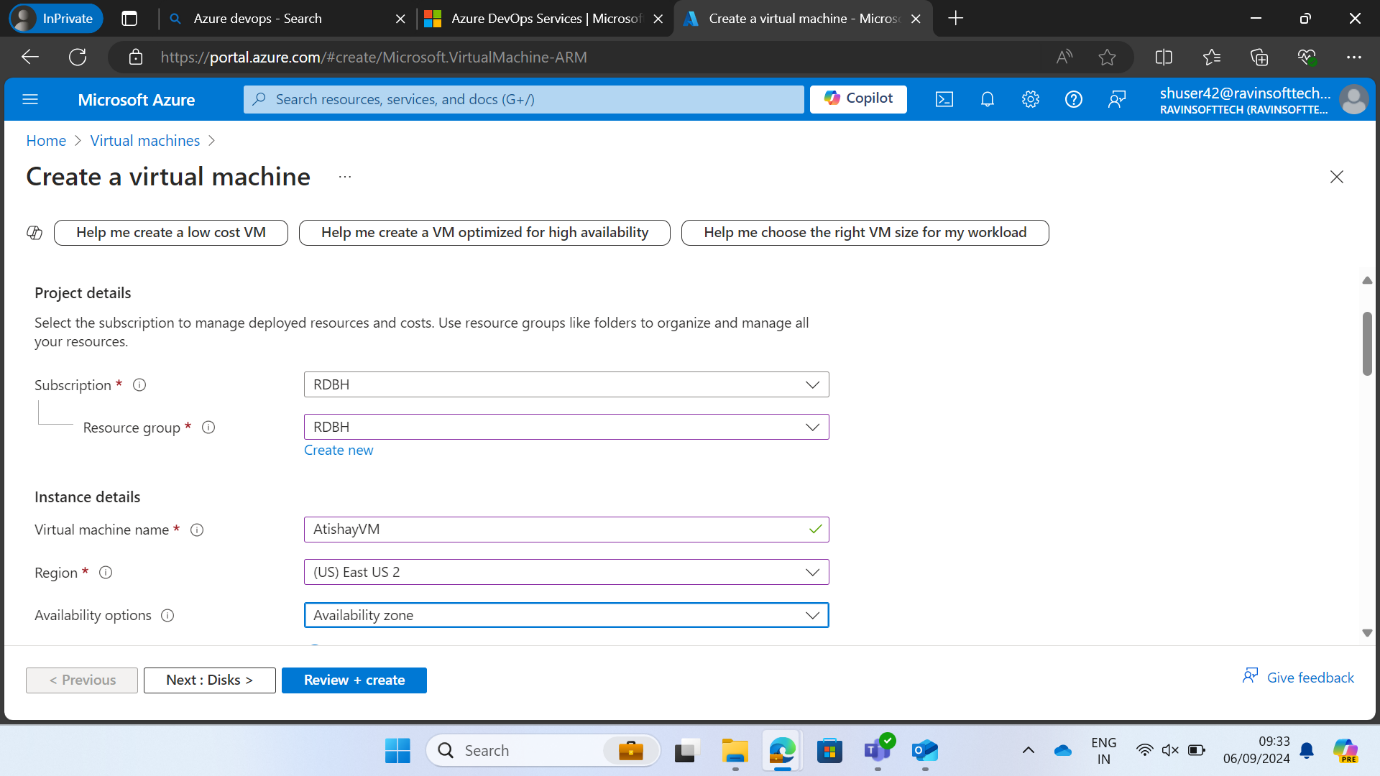 InPrivate
Azure devops - Search
Azure DevOps Services | Microsof
Create a virtual machine - Micros
https://portal.azure.com/#create/Microsoft.VirtualMachine-ARM
Microsoft Azure
Search resources, services, and docs (G+/)
Copilot
shuser42@ravinsofttech...
RAVINSOFTTECH (RAVINSOFTTE...
Home > Virtual machines >
Create a virtual machine ...
Help me create a low cost VM
Help me create a VM optimized for high availability
Help me choose the right VM size for my workload
Project details
Select the subscription to manage deployed resources and costs. Use resource groups like folders to organize and manage all
your resources.
Subscription *
RDBH
Resource group *
RDBH
Create new
Instance details
Virtual machine name *
AtishayVM
Region *
(US) East US 2
Availability options
Availability zone
< Previous
Next : Disks >
Review + create
Give feedback
Search
ENG
IN
09:33
06/09/2024
PRE